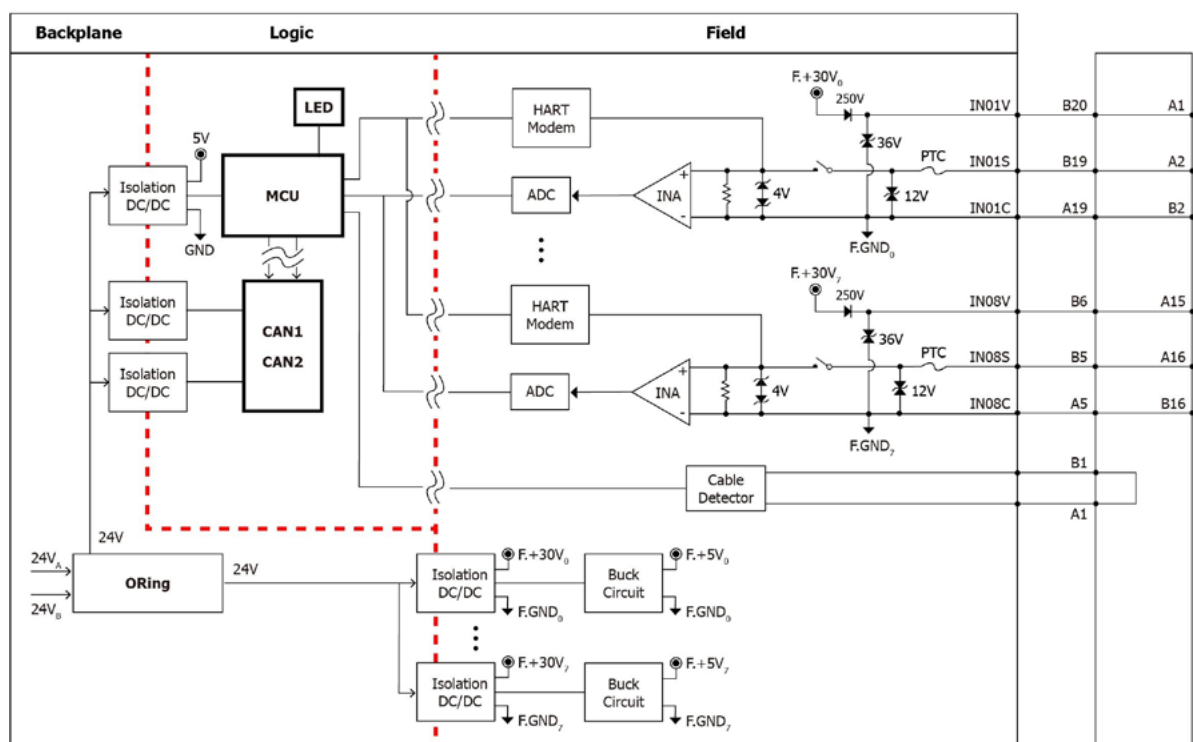 Backplane
Logic
Field
LED
5V
Isolation
DC/DC
GND
MCU
Isolation
DC/DC
Isolation
DC/DC
CAN1
CAN2
HART
Modem
ADC
INA
+
-
4V
F.+30V₀
250V
36V
12V
PTC
F.GND₀
IN01V
B20
A1
IN01S
B19
A2
IN01C
A19
B2
HART
Modem
ADC
INA
+
-
4V
F.+30V₇
250V
36V
12V
PTC
F.GND₇
IN08V
B6
A15
IN08S
B5
A16
IN08C
A5
B16
Cable
Detector
B1
A1
24V
24V_A
24V_B
ORing
24V
Isolation
DC/DC
F.+30V₀
F.GND₀
Buck
Circuit
F.+5V₀
F.GND₀
Isolation
DC/DC
F.+30V₇
F.GND₇
Buck
Circuit
F.+5V₇
F.GND₇